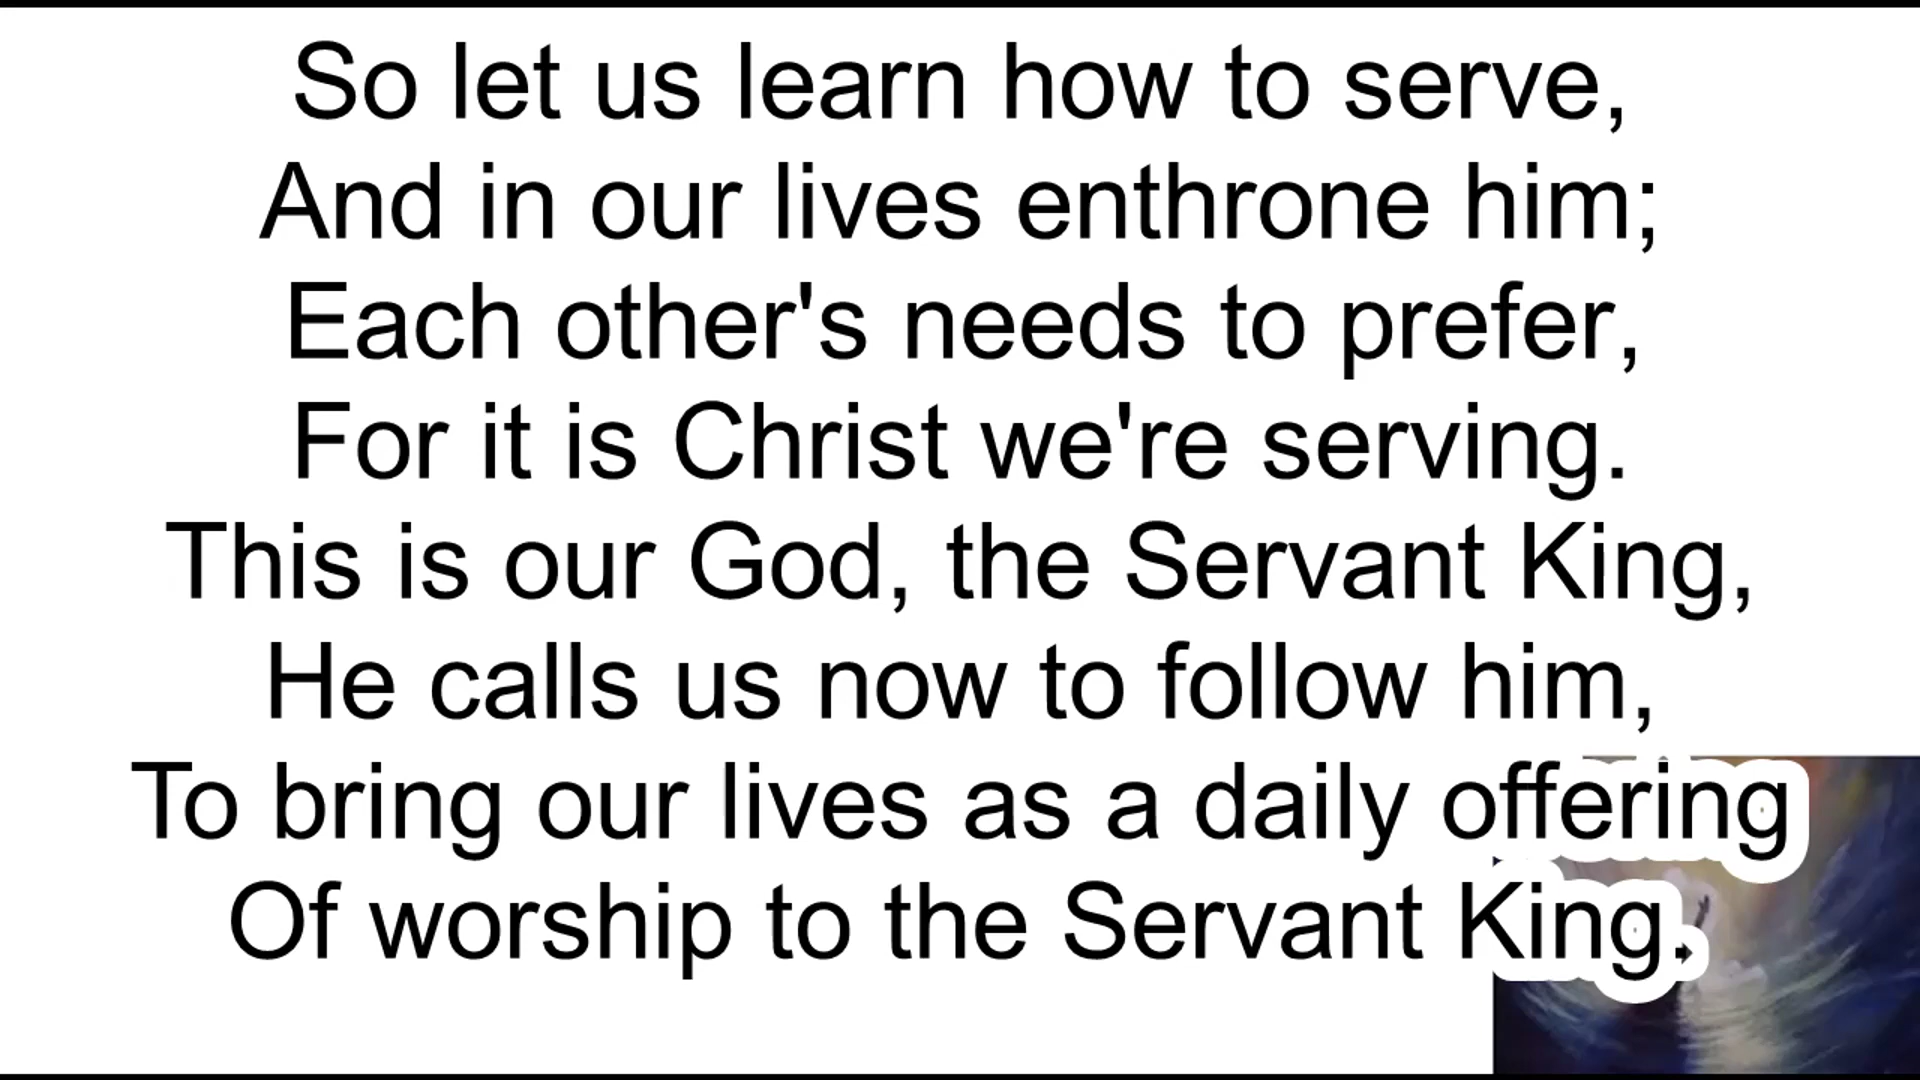 So let us learn how to serve,
And in our lives enthrone him;
Each other's needs to prefer,
For it is Christ we're serving.
This is our God, the Servant King,
He calls us now to follow him,
To bring our lives as a daily offering
Of worship to the Servant King.